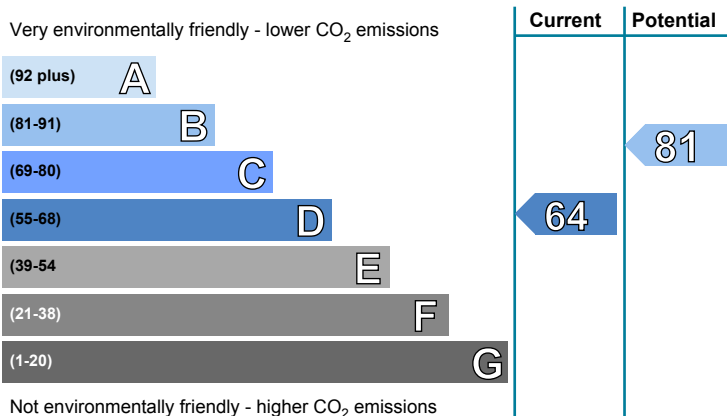 Very environmentally friendly - lower CO2 emissions
Current
Potential
(92 plus) A
(81-91) B
(69-80) C
(55-68) D
(39-54 E
(21-38) F
(1-20) G
64
81
Not environmentally friendly - higher CO2 emissions